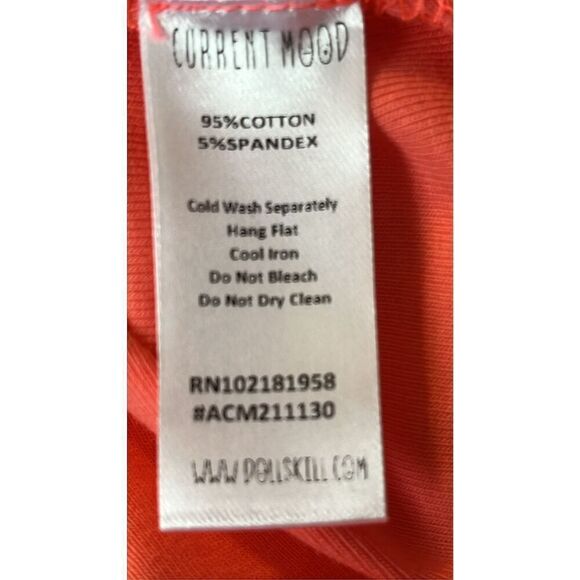 CURRENT MOOD
95%COTTON
5%SPANDEX
Cold Wash Separately
Hang Flat
Cool Iron
Do Not Bleach
Do Not Dry Clean
RN102181958
#ACM211130
WWW.DOLLSKILL.COM